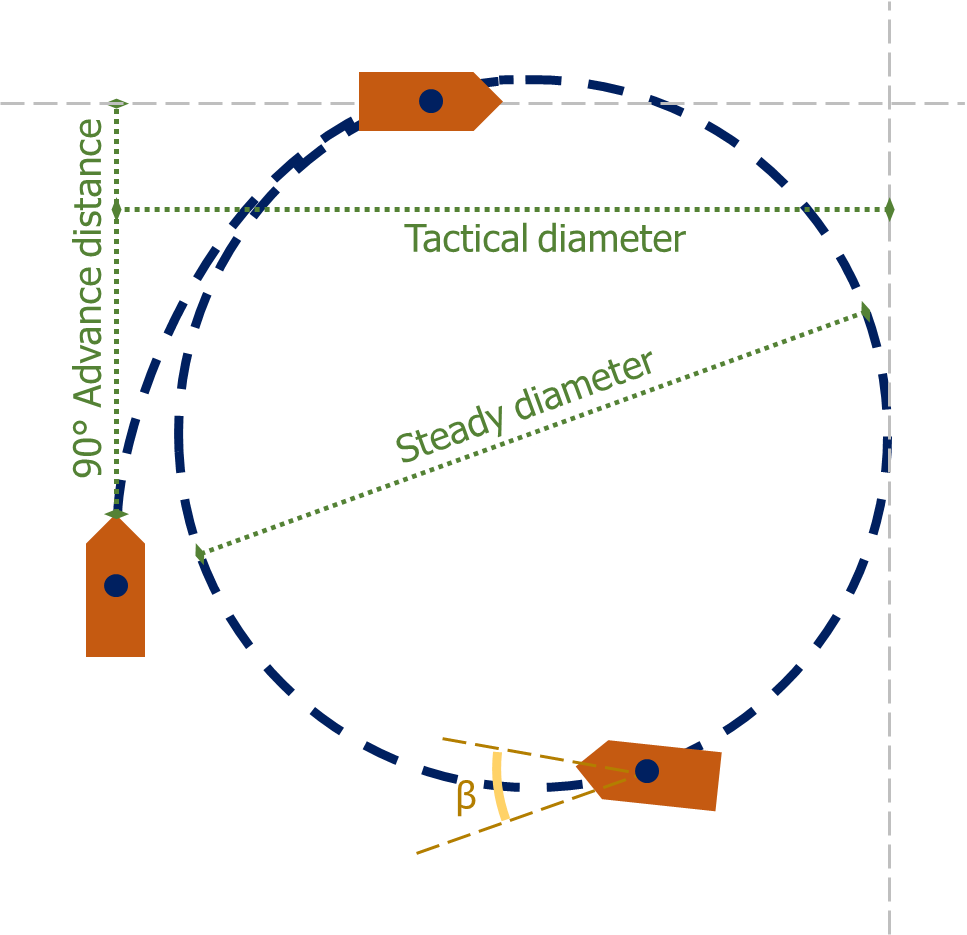 90° Advance distance
Tactical diameter
Steady diameter
β